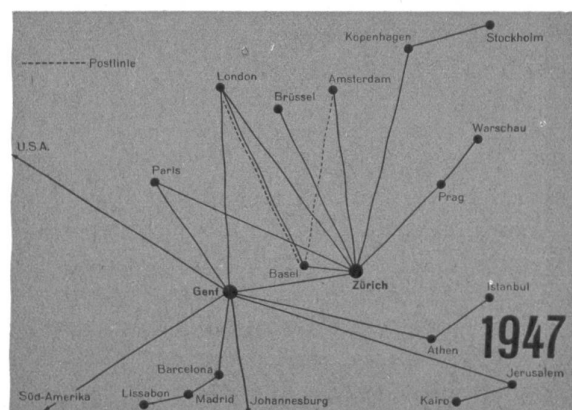 Kopenhagen
Stockholm
Postlinie
London
Amsterdam
Brüssel
Warschau
U.S.A.
Paris
Prag
Basel
Zürich
Genf
Istanbul
1947
Athen
Barcelona
Jerusalem
Süd-Amerika
Lissabon
Madrid
Johannesburg
Kairo